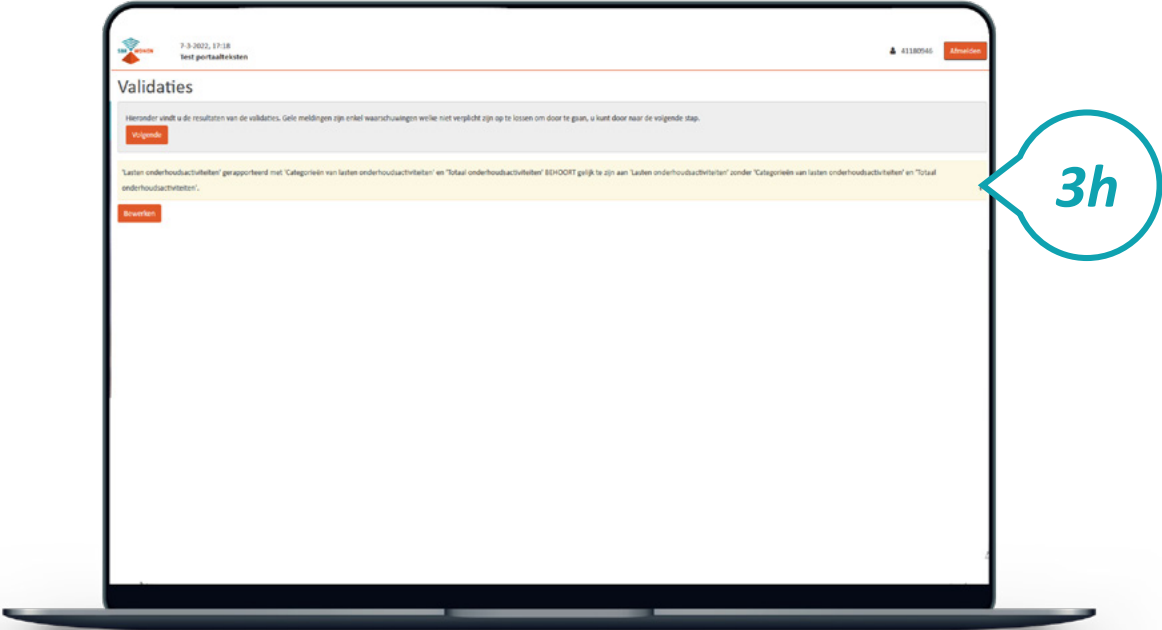 SBR WONEN
7-3-2022, 17:18
Test portaalteksten
41180946
Afmelden
Validaties
Hieronder vindt u de resultaten van de validaties. Gele meldingen zijn enkel waarschuwingen welke niet verplicht zijn op te lossen om door te gaan, u kunt door naar de volgende stap.
Volgende
'Lasten onderhoudsactiviteiten' gerapporteerd met 'Categorieën van lasten onderhoudsactiviteiten' en 'Totaal onderhoudsactiviteiten' BEHOORT gelijk te zijn aan 'Lasten onderhoudsactiviteiten' zonder 'Categorieën van lasten onderhoudsactiviteiten' en 'Totaal
onderhoudsactiviteiten'.
Bewerken
3h